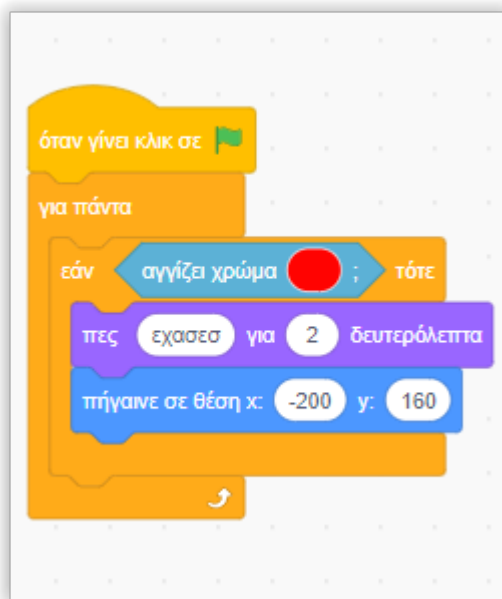 όταν γίνει κλικ σε
για πάντα
εάν αγγίζει χρώμα ; τότε
πες εχασεσ για 2 δευτερόλεπτα
πήγαινε σε θέση x: -200 y: 160